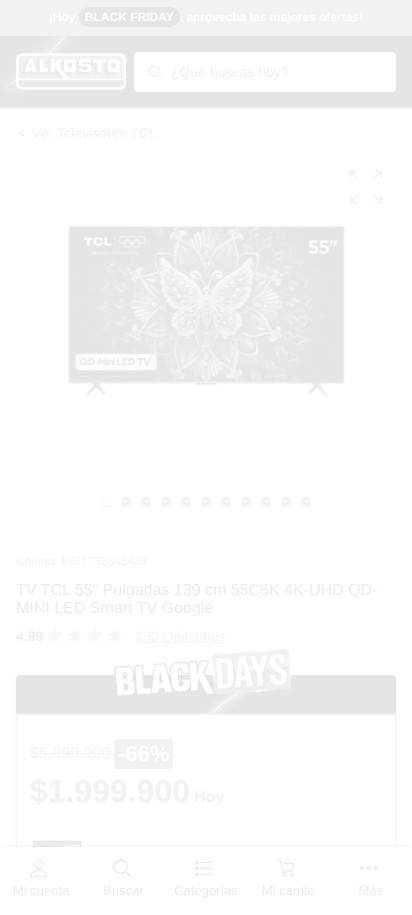 ¡Hoy BLACK FRIDAY, aprovecha las mejores ofertas!
ALKOSTO
¿Qué buscas hoy?
Ver Televisores TCL
TCL
55"
QD-Mini LED TV
Código: 6921732845439
TV TCL 55" Pulgadas 139 cm 55C6K 4K-UHD QD-
MINI LED Smart TV Google
4.89 230 Opiniones
BLACK DAYS
$5.999.900 -66%
$1.999.900 Hoy
Mi cuenta Buscar Categorías Mi carrito Más